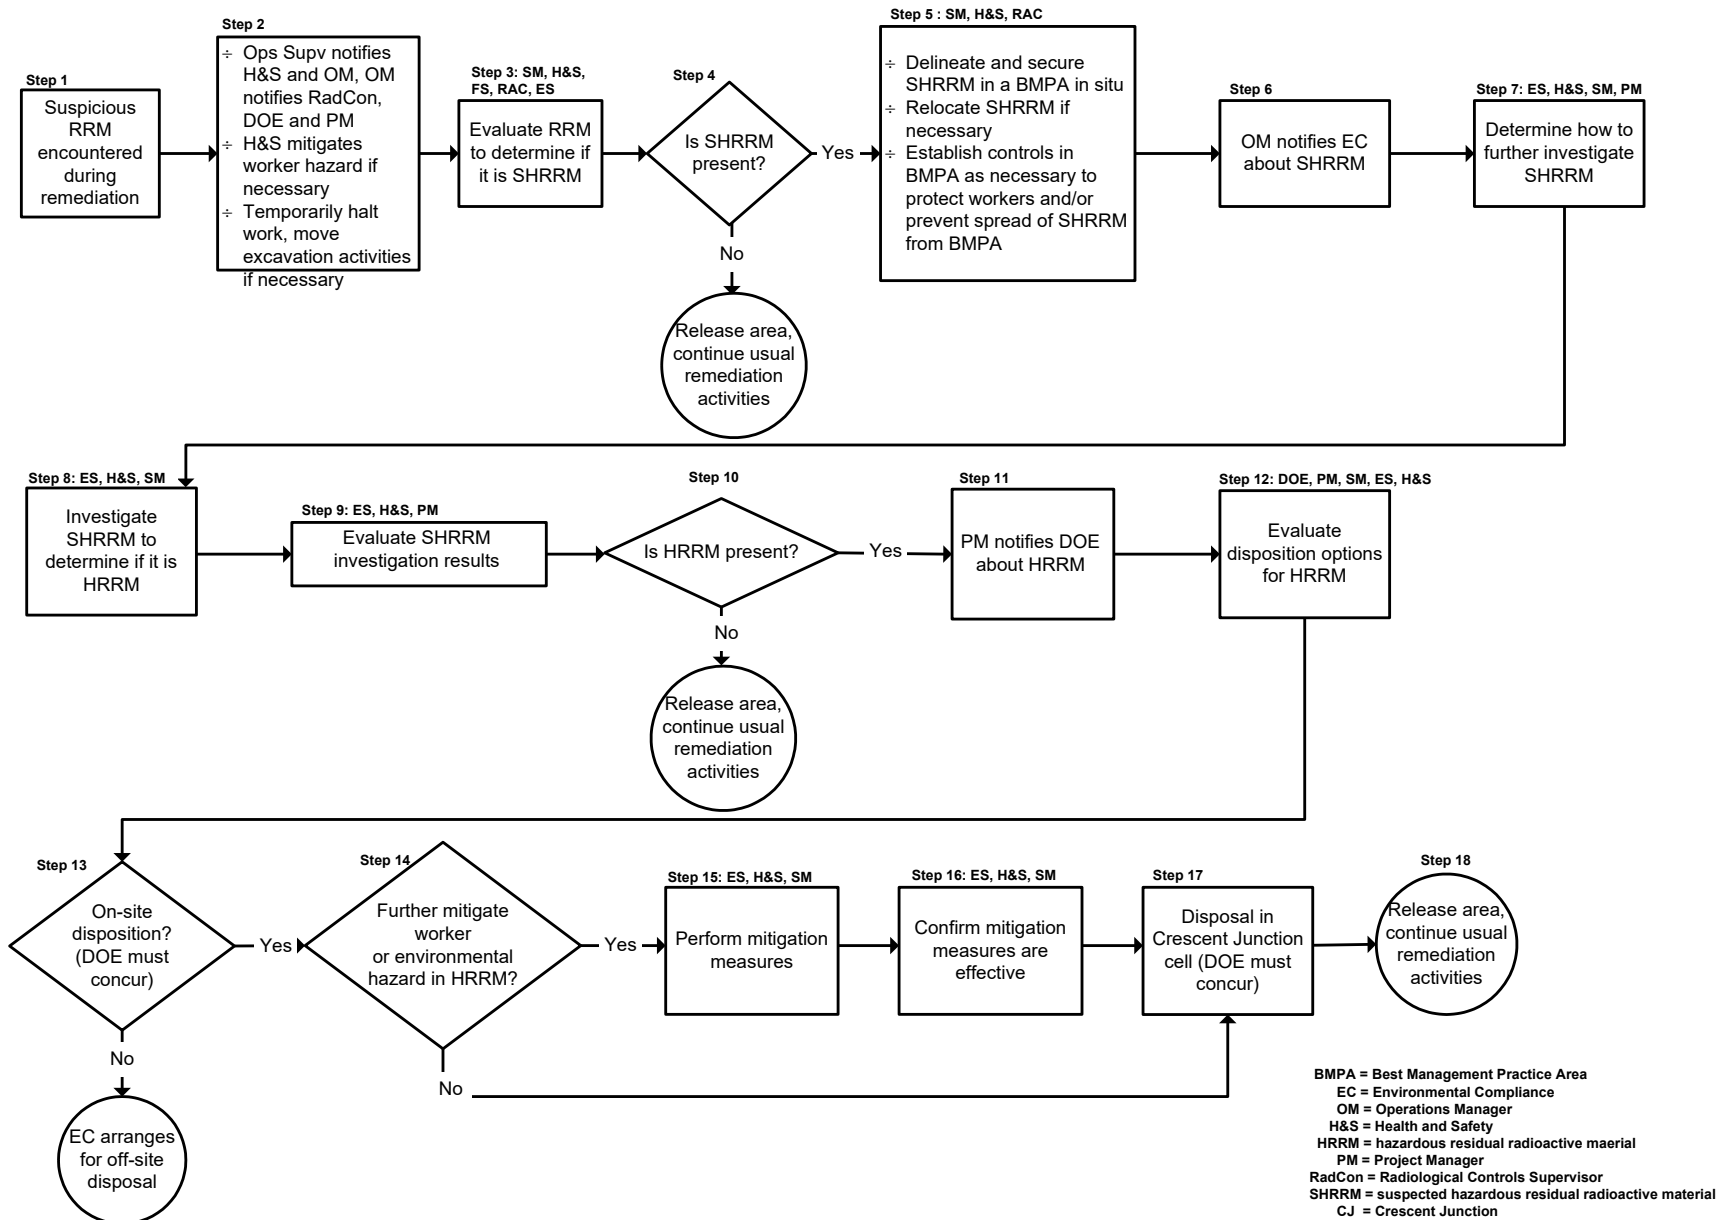 Step 1
Suspicious
RRM
encountered
during
remediation
Step 2
÷ Ops Supv notifies
H&S and OM, OM
notifies RadCon,
DOE and PM
÷ H&S mitigates
worker hazard if
necessary
÷ Temporarily halt
work, move
excavation activities
if necessary
Step 3: SM, H&S,
FS, RAC, ES
Evaluate RRM
to determine if
it is SHRRM
Step 4
Is SHRRM
present?
Yes
No
Release area,
continue usual
remediation
activities
Step 5 : SM, H&S, RAC
÷ Delineate and secure
SHRRM in a BMPA in situ
÷ Relocate SHRRM if
necessary
÷ Establish controls in
BMPA as necessary to
protect workers and/or
prevent spread of SHRRM
from BMPA
Step 6
OM notifies EC
about SHRRM
Step 7: ES, H&S, SM, PM
Determine how to
further investigate
SHRRM
Step 8: ES, H&S, SM
Investigate
SHRRM to
determine if it is
HRRM
Step 9: ES, H&S, PM
Evaluate SHRRM
investigation results
Step 10
Is HRRM present?
Yes
No
Release area,
continue usual
remediation
activities
Step 11
PM notifies DOE
about HRRM
Step 12: DOE, PM, SM, ES, H&S
Evaluate
disposition options
for HRRM
Step 13
On-site
disposition?
(DOE must
concur)
Yes
No
EC arranges
for off-site
disposal
Step 14
Further mitigate
worker
or environmental
hazard in HRRM?
Yes
No
Step 15: ES, H&S, SM
Perform mitigation
measures
Step 16: ES, H&S, SM
Confirm mitigation
measures are
effective
Step 17
Disposal in
Crescent Junction
cell (DOE must
concur)
Step 18
Release area,
continue usual
remediation
activities
BMPA = Best Management Practice Area
EC = Environmental Compliance
OM = Operations Manager
H&S = Health and Safety
HRRM = hazardous residual radioactive maerial
PM = Project Manager
RadCon = Radiological Controls Supervisor
SHRRM = suspected hazardous residual radioactive material
CJ = Crescent Junction